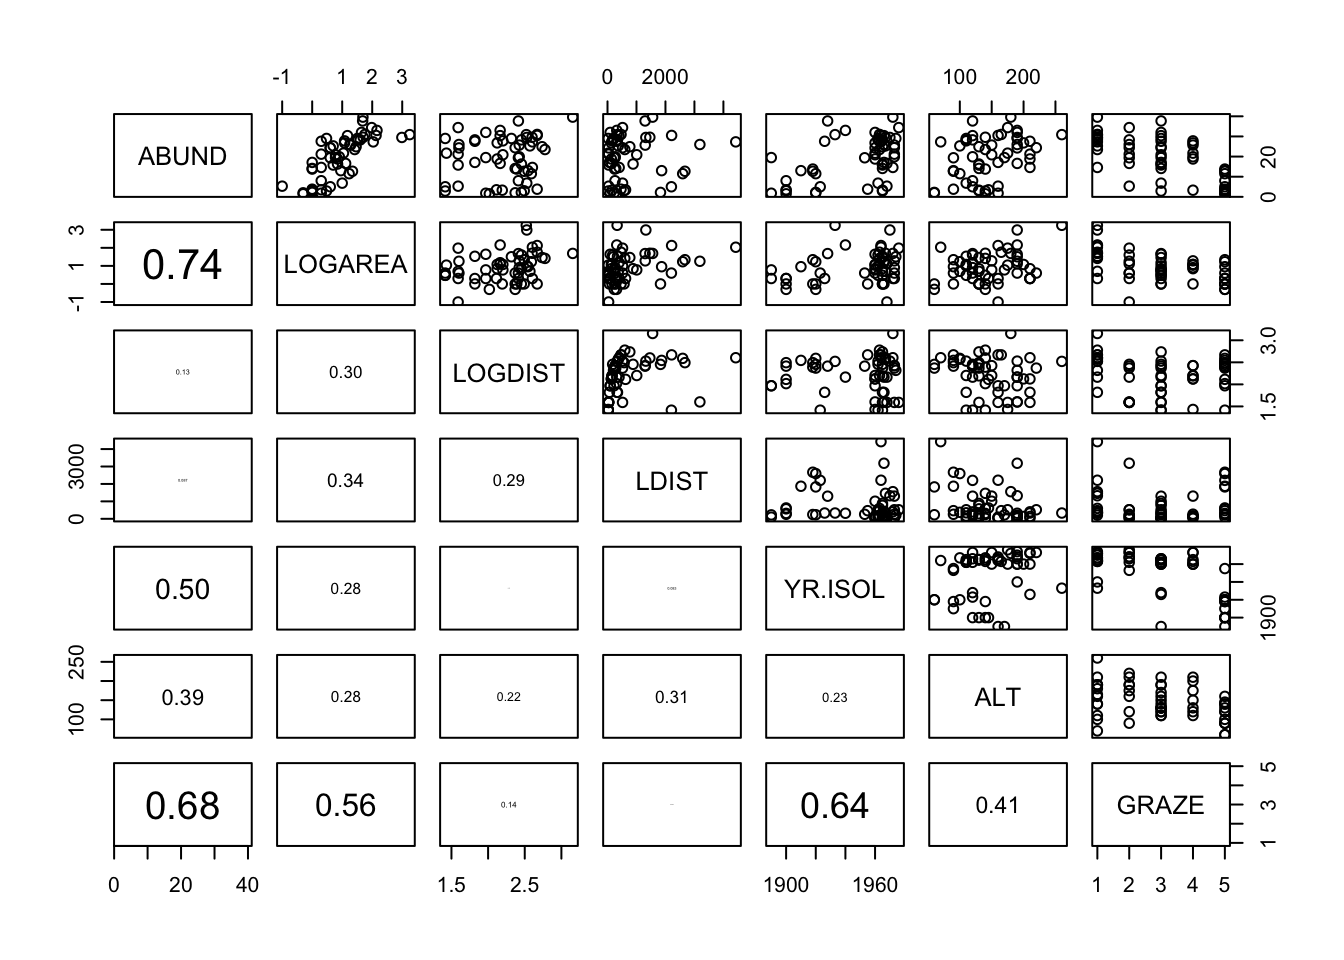 -1 1 2 3 0 2000 100 200
ABUND 0 20
-1 1 3 0.74 LOGAREA
0.13 0.30 LOGDIST 1.5 3.0
0 3000 0.34 0.29 LDIST
0.50 0.28 YR.ISOL 1900
100 250 0.39 0.28 0.22 0.31 0.23 ALT
0.68 0.56 0.14 0.64 0.41 GRAZE 1 3 5
0 20 40 1.5 2.5 1900 1960 1 2 3 4 5